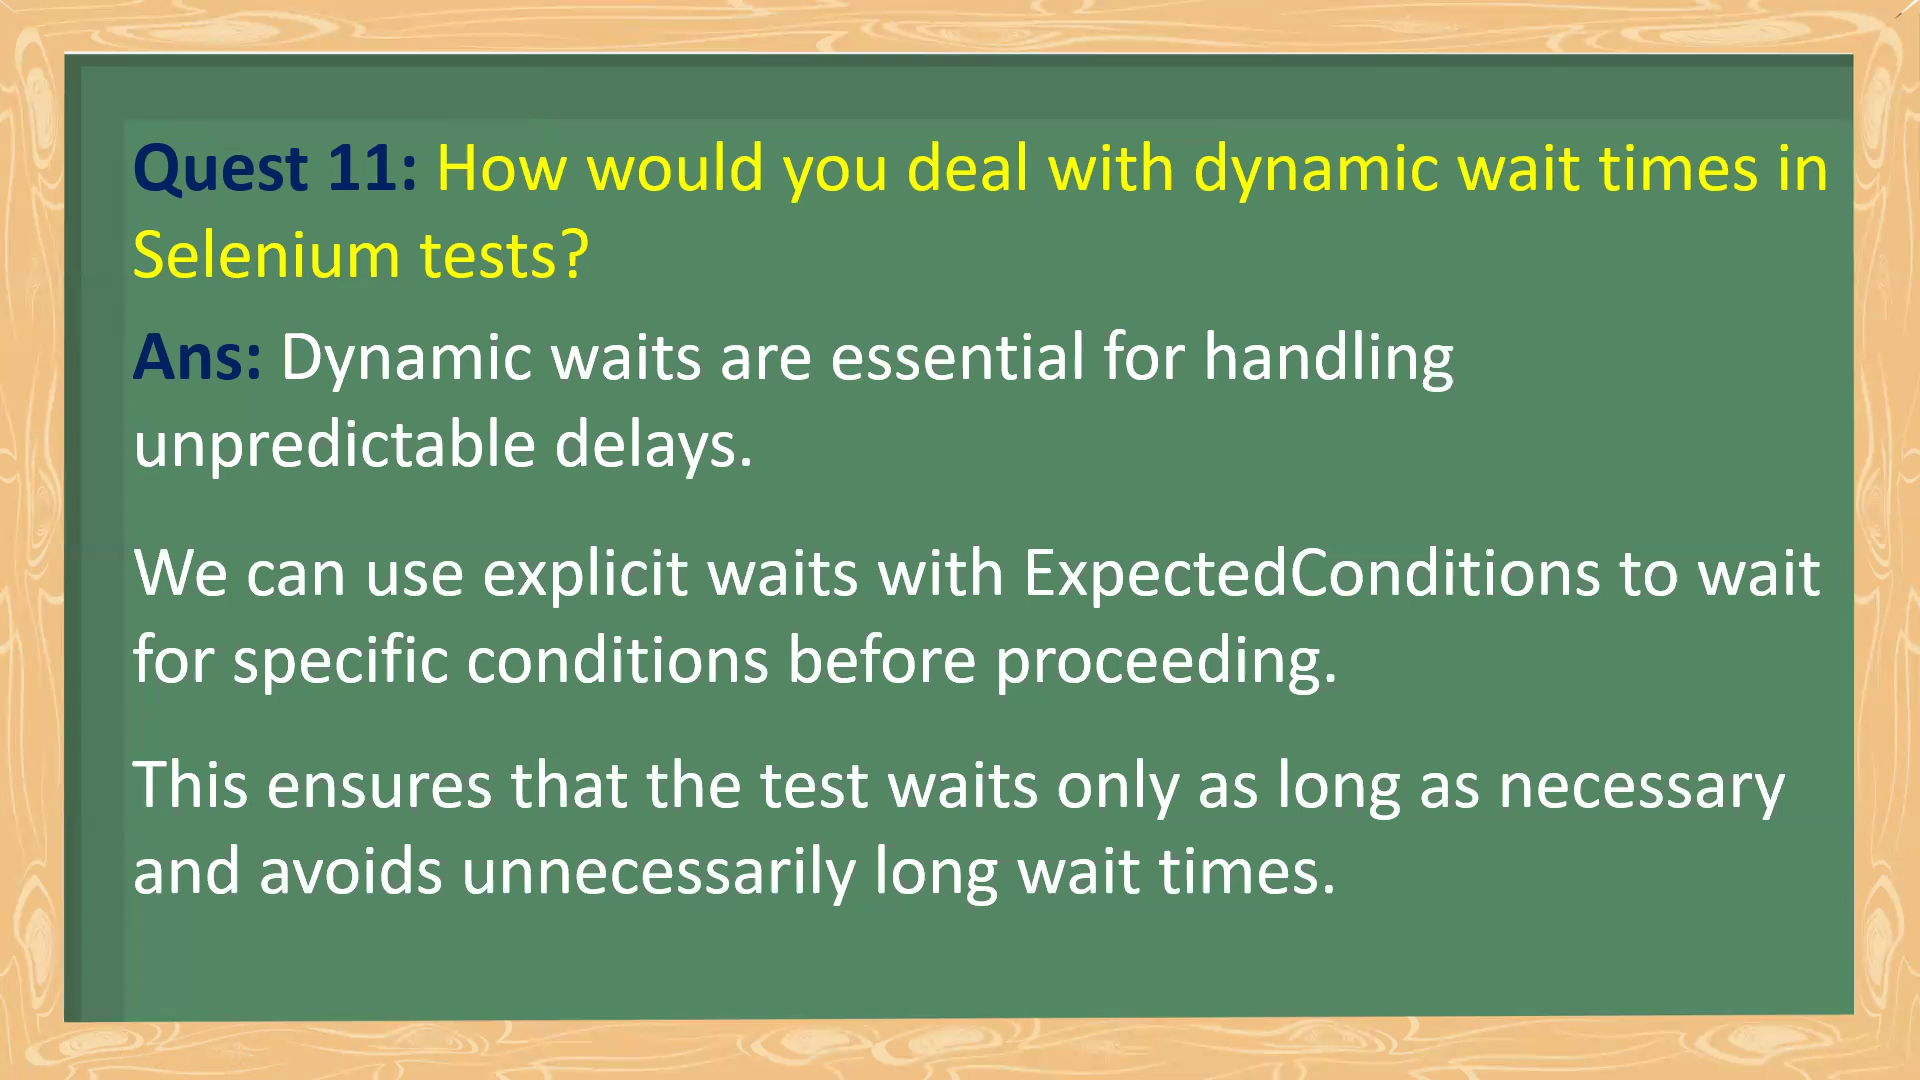 Quest 11: How would you deal with dynamic wait times in
Selenium tests?
Ans: Dynamic waits are essential for handling
unpredictable delays.
We can use explicit waits with ExpectedConditions to wait
for specific conditions before proceeding.
This ensures that the test waits only as long as necessary
and avoids unnecessarily long wait times.